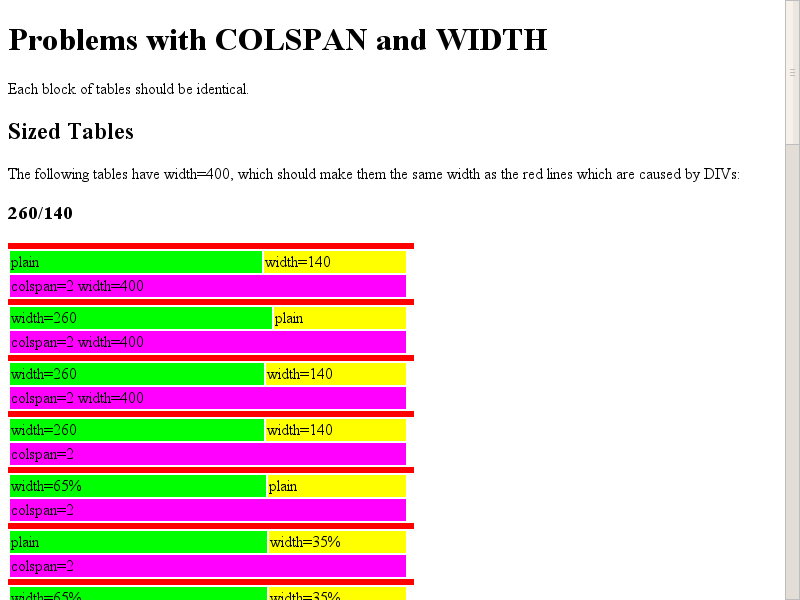 Problems with COLSPAN and WIDTH
Each block of tables should be identical.
Sized Tables
The following tables have width=400, which should make them the same width as the red lines which are caused by DIVs:
260/140
plain width=140
colspan=2 width=400
width=260 plain
colspan=2 width=400
width=260 width=140
colspan=2 width=400
width=260 width=140
colspan=2
width=65% plain
colspan=2
plain width=35%
colspan=2
width=65% width=35%